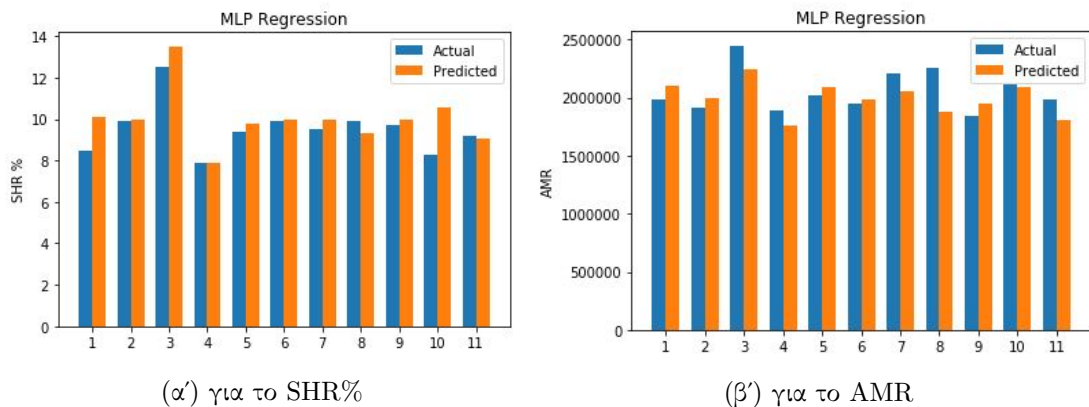 MLP Regression
14
12
10
8
6
4
2
0
SHR %
Actual
Predicted
1 2 3 4 5 6 7 8 9 10 11
(α') για το SHR%
MLP Regression
2500000
2000000
1500000
1000000
500000
0
AMR
Actual
Predicted
1 2 3 4 5 6 7 8 9 10 11
(β') για το AMR